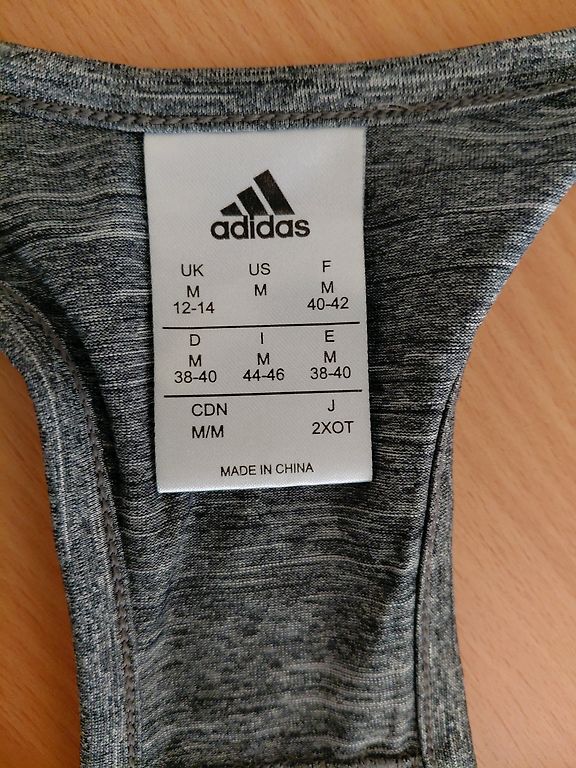 adidas
UK US F
M M M
12-14 40-42
D I E
M M M
38-40 44-46 38-40
CDN J
M/M 2XOT
MADE IN CHINA